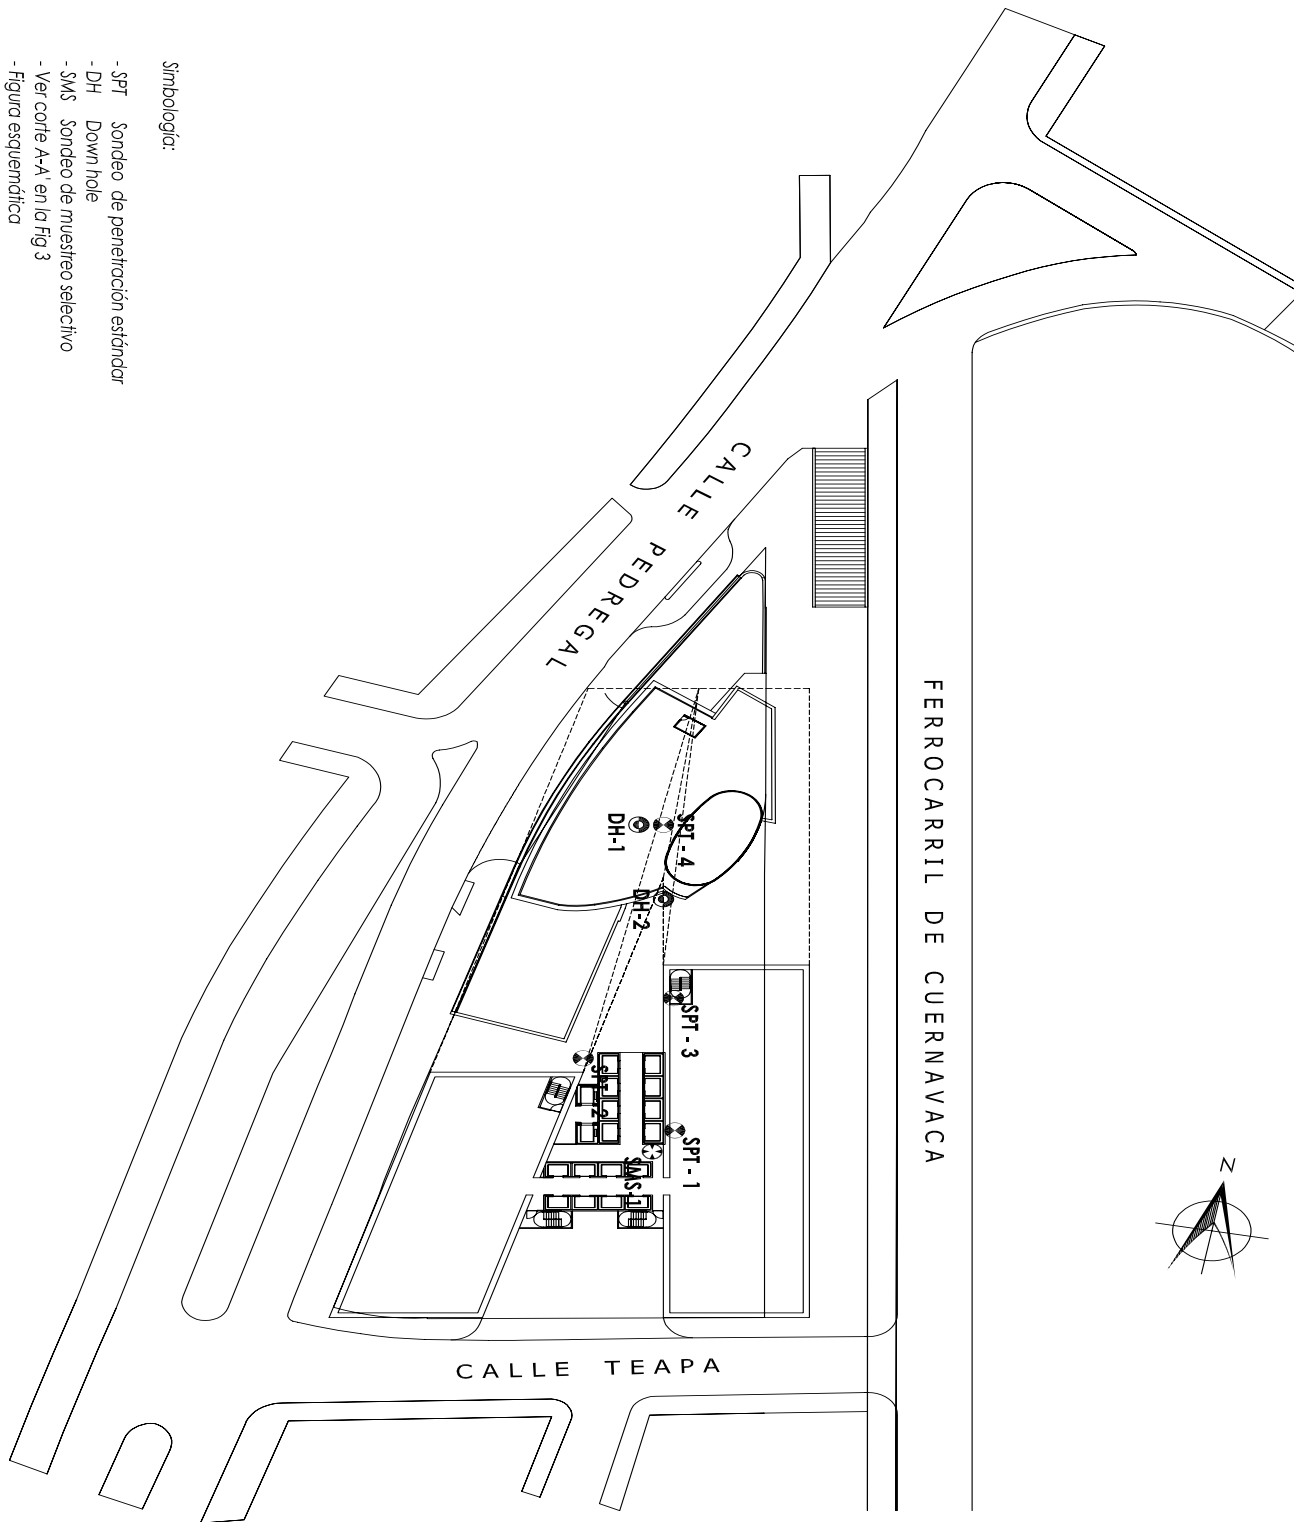 Simbología:
- SPT Sondeo de penetración estándar
- DH Down hole
- SMS Sondeo de muestreo selectivo
- Ver corte A-A' en la Fig 3
- Figura esquemática
CALLE PEDREGAL
FERROCARRIL DE CUERNAVACA
DH-1
SPT - 4
DH-2
SPT - 3
SPT - 2
SPT - 1
SMS-1
CALLE TEAPA
N